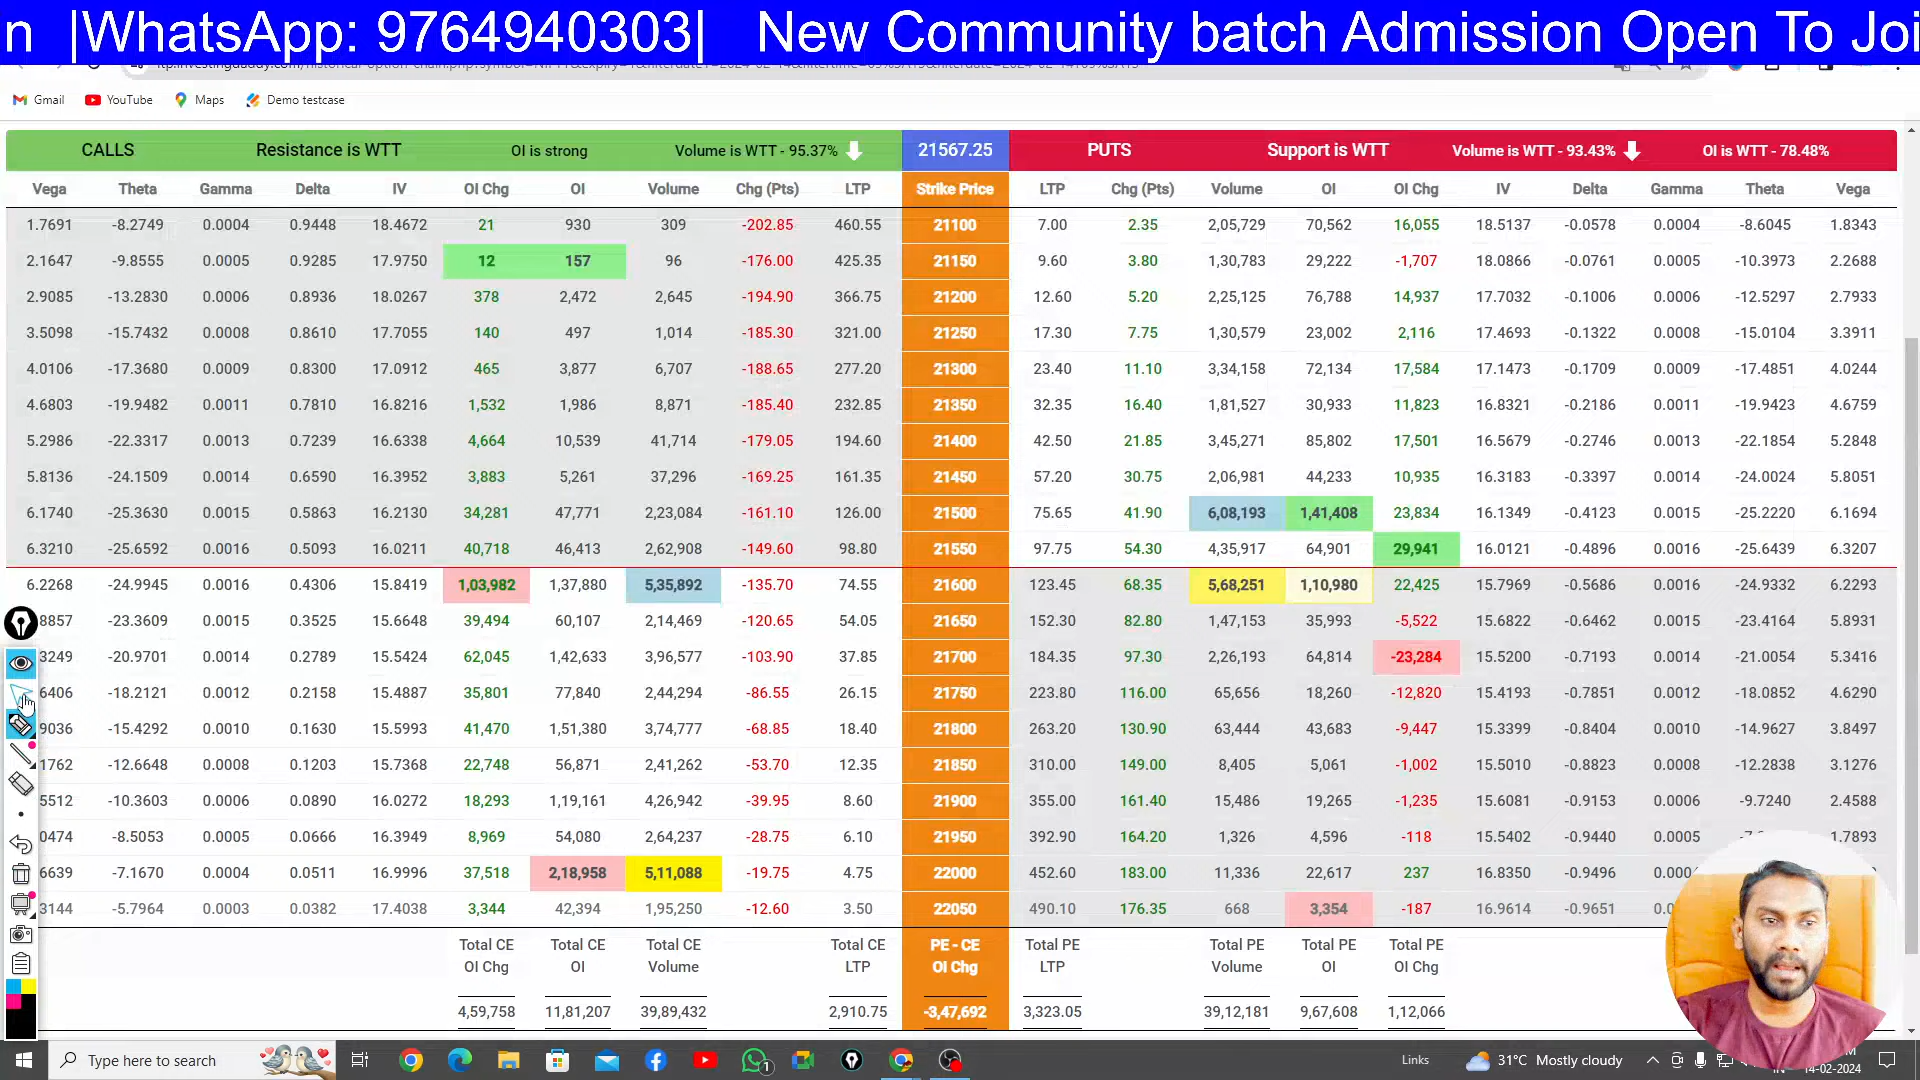 n |WhatsApp: 9764940303| New Community batch Admission Open To Joi
Gmail YouTube Maps Demo testcase
CALLS Resistance is WTT OI is strong Volume is WTT - 95.37% 21567.25 PUTS Support is WTT Volume is WTT - 93.43% OI is WTT - 78.48%
Vega Theta Gamma Delta IV OI Chg OI Volume Chg (Pts) LTP Strike Price LTP Chg (Pts) Volume OI OI Chg IV Delta Gamma Theta Vega
1.7691 -8.2749 0.0004 0.9448 18.4672 21 930 309 -202.85 460.55 21100 7.00 2.35 2,05,729 70,562 16,055 18.5137 -0.0578 0.0004 -8.6045 1.8343
2.1647 -9.8555 0.0005 0.9285 17.9750 12 157 96 -176.00 425.35 21150 9.60 3.80 1,30,783 29,222 -1,707 18.0866 -0.0761 0.0005 -10.3973 2.2688
2.9085 -13.2830 0.0006 0.8936 18.0267 378 2,472 2,645 -194.90 366.75 21200 12.60 5.20 2,25,125 76,788 14,937 17.7032 -0.1006 0.0006 -12.5297 2.7933
3.5098 -15.7432 0.0008 0.8610 17.7055 140 497 1,014 -185.30 321.00 21250 17.30 7.75 1,30,579 23,002 2,116 17.4693 -0.1322 0.0008 -15.0104 3.3911
4.0106 -17.3680 0.0009 0.8300 17.0912 465 3,877 6,707 -188.65 277.20 21300 23.40 11.10 3,34,158 72,134 17,584 17.1473 -0.1709 0.0009 -17.4851 4.0244
4.6803 -19.9482 0.0011 0.7810 16.8216 1,532 1,986 8,871 -185.40 232.85 21350 32.35 16.40 1,81,527 30,933 11,823 16.8321 -0.2186 0.0011 -19.9423 4.6759
5.2986 -22.3317 0.0013 0.7239 16.6338 4,664 10,539 41,714 -179.05 194.60 21400 42.50 21.85 3,45,271 85,802 17,501 16.5679 -0.2746 0.0013 -22.1854 5.2848
5.8136 -24.1509 0.0014 0.6590 16.3952 3,883 5,261 37,296 -169.25 161.35 21450 57.20 30.75 2,06,981 44,233 10,935 16.3183 -0.3397 0.0014 -24.0024 5.8051
6.1740 -25.3630 0.0015 0.5863 16.2130 34,281 47,771 2,23,084 -161.10 126.00 21500 75.65 41.90 6,08,193 1,41,408 23,834 16.1349 -0.4123 0.0015 -25.2220 6.1694
6.3210 -25.6592 0.0016 0.5093 16.0211 40,718 46,413 2,62,908 -149.60 98.80 21550 97.75 54.30 4,35,917 64,901 29,941 16.0121 -0.4896 0.0016 -25.6439 6.3207
6.2268 -24.9945 0.0016 0.4306 15.8419 1,03,982 1,37,880 5,35,892 -135.70 74.55 21600 123.45 68.35 5,68,251 1,10,980 22,425 15.7969 -0.5686 0.0016 -24.9332 6.2293
8857 -23.3609 0.0015 0.3525 15.6648 39,494 60,107 2,14,469 -120.65 54.05 21650 152.30 82.80 1,47,153 35,993 -5,522 15.6822 -0.6462 0.0015 -23.4164 5.8931
3249 -20.9701 0.0014 0.2789 15.5424 62,045 1,42,633 3,96,577 -103.90 37.85 21700 184.35 97.30 2,26,193 64,814 -23,284 15.5200 -0.7193 0.0014 -21.0054 5.3416
6406 -18.2121 0.0012 0.2158 15.4887 35,801 77,840 2,44,294 -86.55 26.15 21750 223.80 116.00 65,656 18,260 -12,820 15.4193 -0.7851 0.0012 -18.0852 4.6290
9036 -15.4292 0.0010 0.1630 15.5993 41,470 1,51,380 3,74,777 -68.85 18.40 21800 263.20 130.90 63,444 43,683 -9,447 15.3399 -0.8404 0.0010 -14.9627 3.8497
1762 -12.6648 0.0008 0.1203 15.7368 22,748 56,871 2,41,262 -53.70 12.35 21850 310.00 149.00 8,405 5,061 -1,002 15.5010 -0.8823 0.0008 -12.2838 3.1276
5512 -10.3603 0.0006 0.0890 16.0272 18,293 1,19,161 4,26,942 -39.95 8.60 21900 355.00 161.40 15,486 19,265 -1,235 15.6081 -0.9153 0.0006 -9.7240 2.4588
0474 -8.5053 0.0005 0.0666 16.3949 8,969 54,080 2,64,237 -28.75 6.10 21950 392.90 164.20 1,326 4,596 -118 15.5402 -0.9440 0.0005 1.7893
6639 -7.1670 0.0004 0.0511 16.9996 37,518 2,18,958 5,11,088 -19.75 4.75 22000 452.60 183.00 11,336 22,617 237 16.8350 -0.9496
3144 -5.7964 0.0003 0.0382 17.4038 3,344 42,394 1,95,250 -12.60 3.50 22050 490.10 176.35 668 3,354 -187 16.9614 -0.9651
Total CE Total CE Total CE Total CE PE - CE Total PE Total PE Total PE Total PE
OI Chg OI Volume LTP OI Chg LTP Volume OI OI Chg
4,59,758 11,81,207 39,89,432 2,910.75 -3,47,692 3,323.05 39,12,181 9,67,608 1,12,066
Type here to search 1 Links 31°C Mostly cloudy
14-02-2024